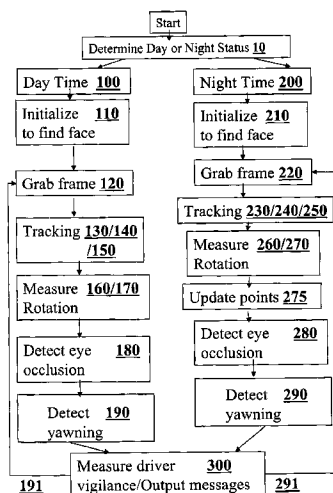 Start
Determine Day or Night Status 10
Day Time 100
Night Time 200
Initialize 110
to find face
Initialize 210
to find face
Grab frame 120
Grab frame 220
Tracking 130/140
/150
Tracking 230/240/250
Measure 160/170
Rotation
Measure 260/270
Rotation
Update points 275
Detect eye 180
occlusion
Detect eye 280
occlusion
Detect 190
yawning
Detect 290
yawning
Measure driver 300
vigilance/Output messages
191
291